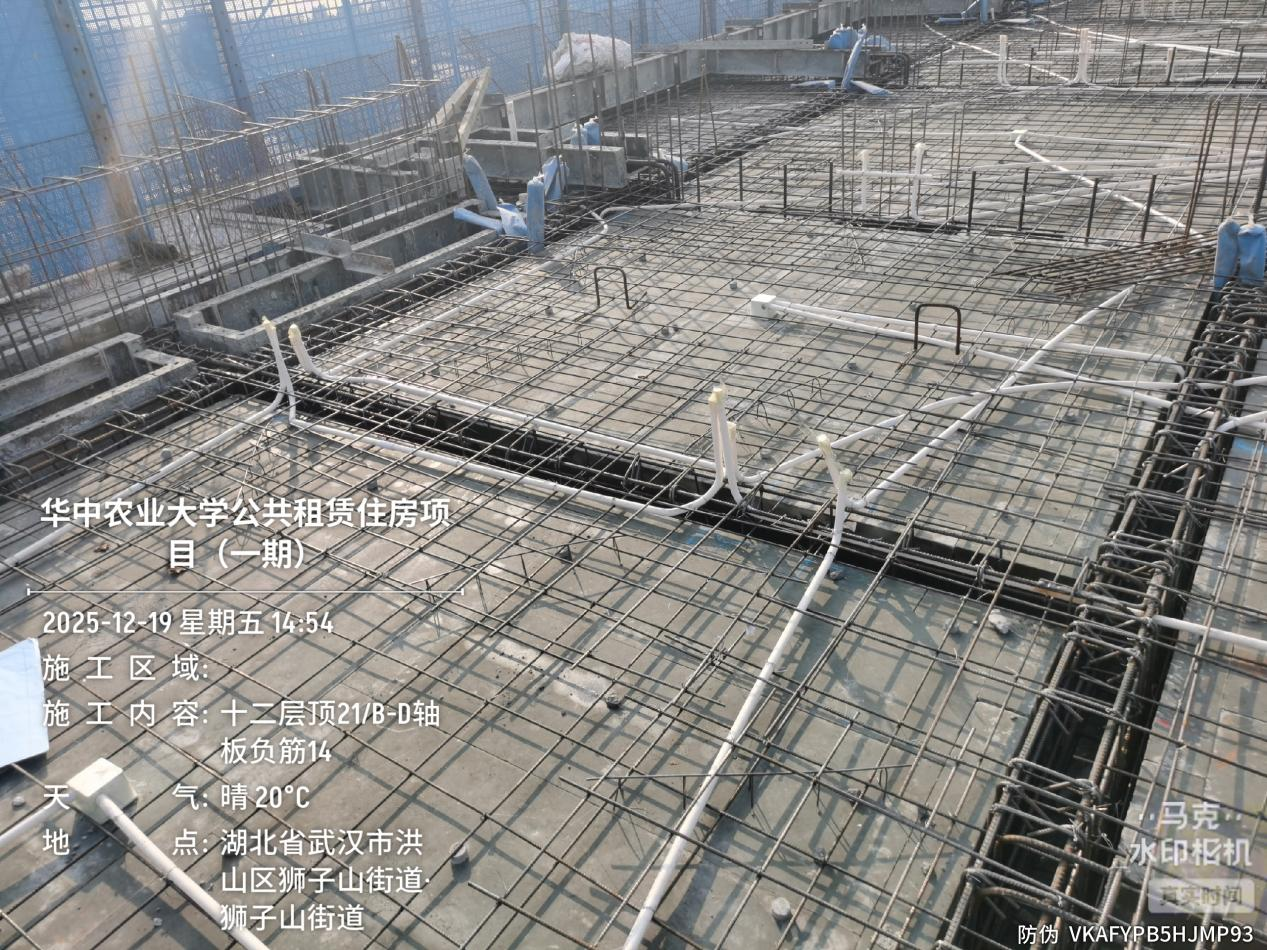 华中农业大学公共租赁住房项
目（一期）
2025-12-19 星期五 14:54
施工区域:
施工内容: 十二层顶21/B-D轴
板负筋14
天气: 晴 20°C
地点: 湖北省武汉市洪
山区狮子山街道·
狮子山街道
马克
水印相机
真实时间
防伪 VKAFYPB5HJMP93